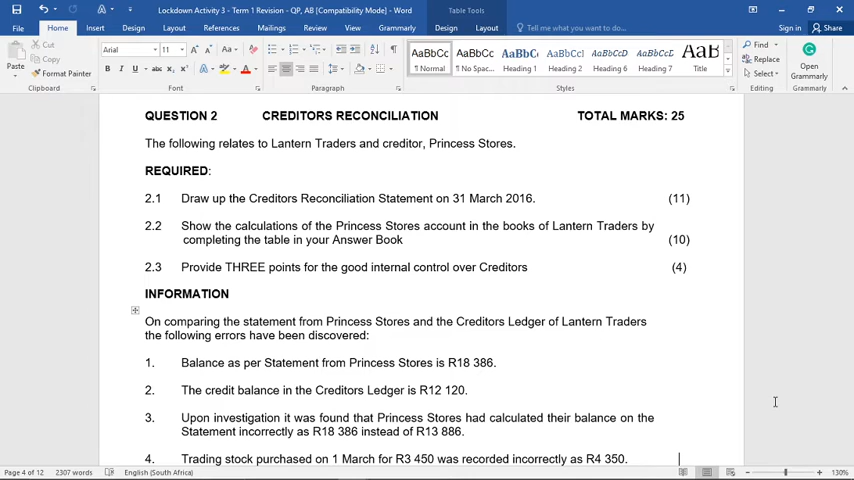 Lockdown Activity 3 - Term 1 Revision - QP, AB [Compatibility Mode] - Word
Table Tools
File Home Insert Draw Design Layout References Mailings Review View Grammarly Design Layout Tell me what you want to do... Sign in Share
Paste
Cut
Copy
Format Painter
Clipboard
Arial 11
Aa
B I U abc x₂ x²
Font
Paragraph
AaBbCc ¶ Normal
AaBbCc ¶ No Spac...
AaBbCc Heading 1
AaBbCc Heading 2
AaBbCcD Heading 6
AaBbCc Heading 7
AaB Title
Styles
Find
Replace
Select
Editing
Open Grammarly
Grammarly
QUESTION 2 CREDITORS RECONCILIATION TOTAL MARKS: 25
The following relates to Lantern Traders and creditor, Princess Stores.
REQUIRED:
2.1 Draw up the Creditors Reconciliation Statement on 31 March 2016. (11)
2.2 Show the calculations of the Princess Stores account in the books of Lantern Traders by
completing the table in your Answer Book (10)
2.3 Provide THREE points for the good internal control over Creditors (4)
INFORMATION
On comparing the statement from Princess Stores and the Creditors Ledger of Lantern Traders
the following errors have been discovered:
1. Balance as per Statement from Princess Stores is R18 386.
2. The credit balance in the Creditors Ledger is R12 120.
3. Upon investigation it was found that Princess Stores had calculated their balance on the
Statement incorrectly as R18 386 instead of R13 886.
4. Trading stock purchased on 1 March for R3 450 was recorded incorrectly as R4 350.
Page 4 of 12 2307 words English (South Africa) 130%